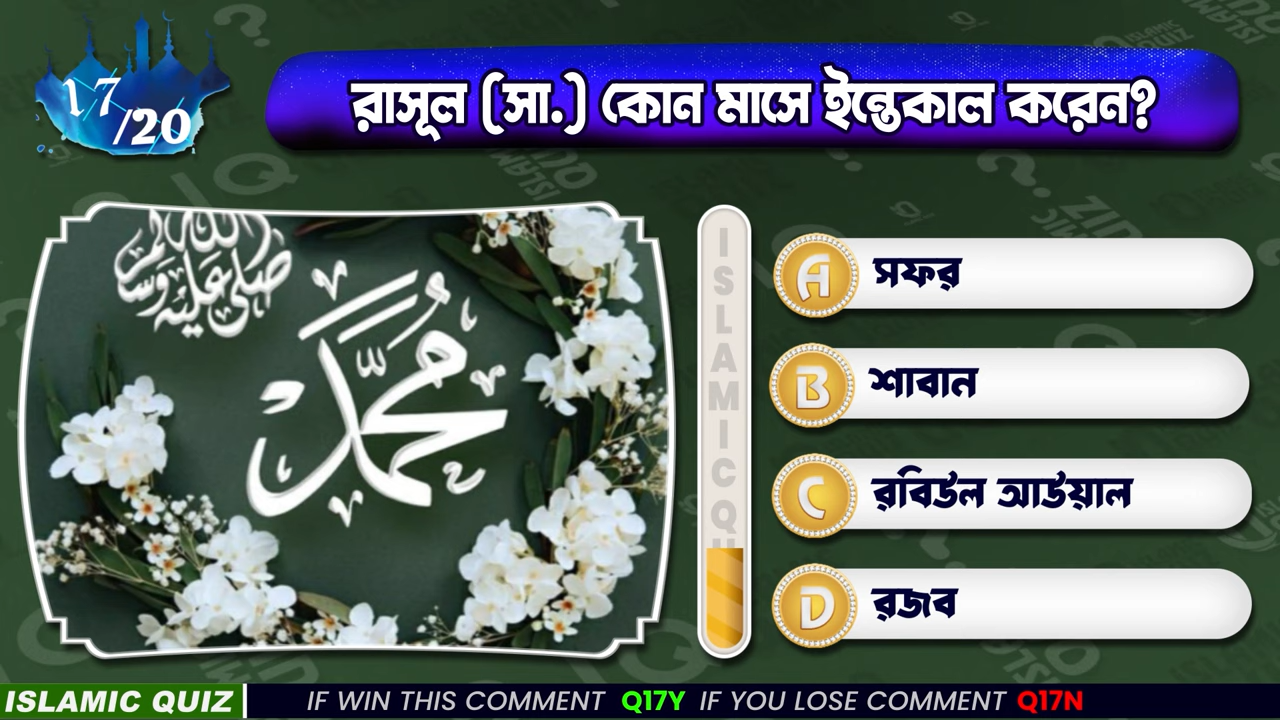 17/20
রাসূল (সা.) কোন মাসে ইন্তেকাল করেন?
صلى الله عليه وسلم
محمد
ISLAMIC Q
A সফর
B শাবান
C রবিউল আউয়াল
D রজব
ISLAMIC QUIZ
IF WIN THIS COMMENT Q17Y IF YOU LOSE COMMENT Q17N